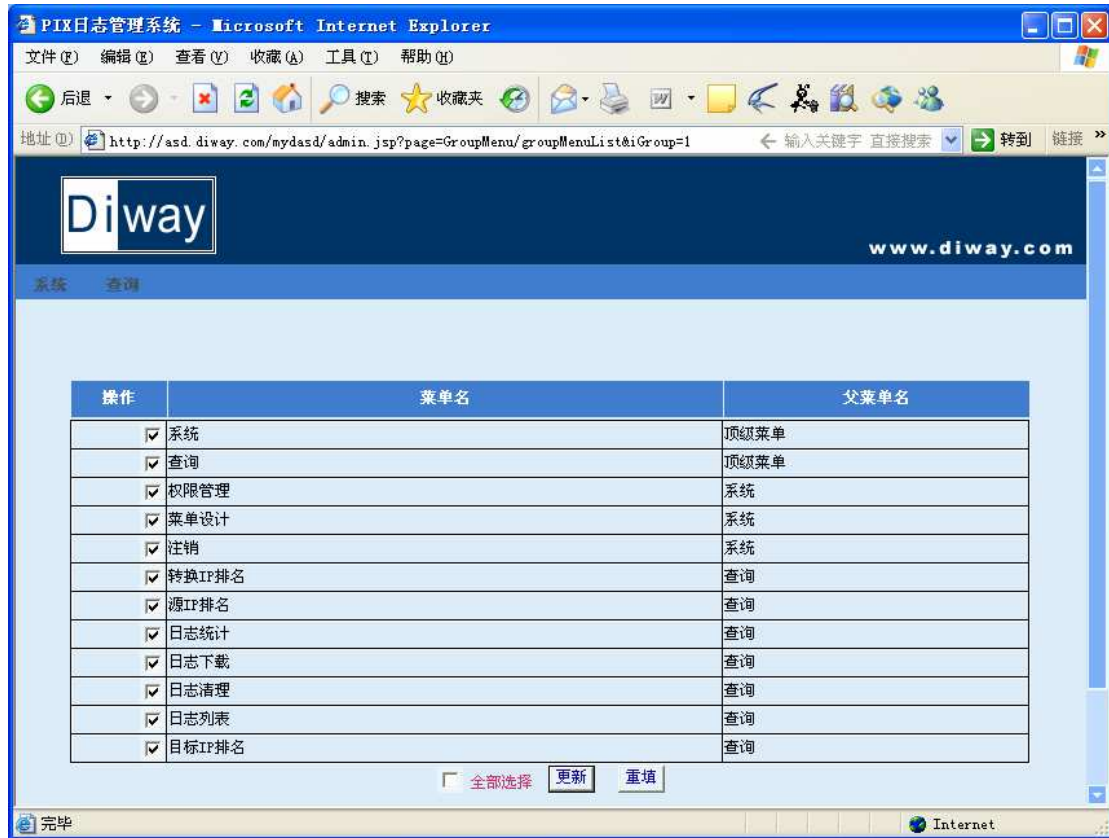 PIX日志管理系统 - Microsoft Internet Explorer
文件(F) 编辑(E) 查看(V) 收藏(A) 工具(T) 帮助(H)
后退 搜索 收藏夹
地址(D) http://asd.diway.com/mydasd/admin.jsp?page=GroupMenu/groupMenuList&iGroup=1 ← 输入关键字 直接搜索 转到 链接 »
Diway
www.diway.com
系统 查询
操作 菜单名 父菜单名
系统 顶级菜单
查询 顶级菜单
权限管理 系统
菜单设计 系统
注销 系统
转换IP排名 查询
源IP排名 查询
日志统计 查询
日志下载 查询
日志清理 查询
日志列表 查询
目标IP排名 查询
全部选择 更新 重填
完毕 Internet